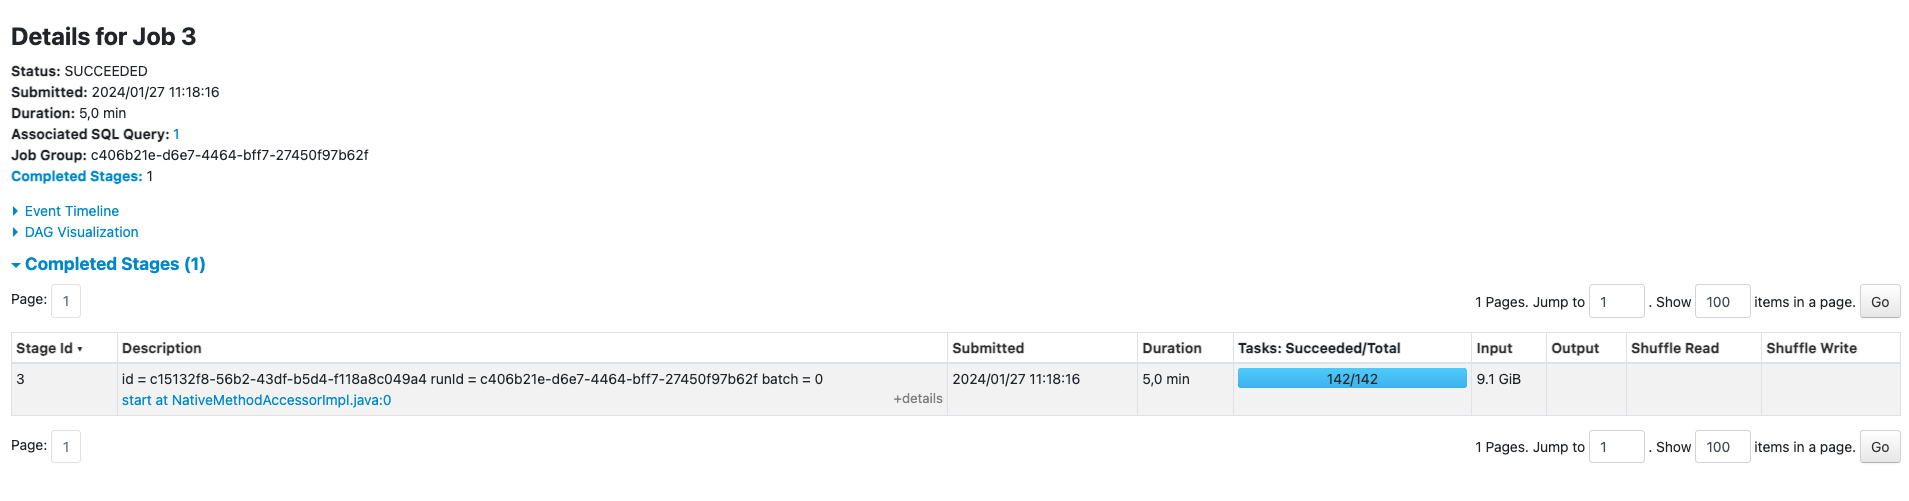 Details for Job 3
Status: SUCCEEDED
Submitted: 2024/01/27 11:18:16
Duration: 5,0 min
Associated SQL Query: 1
Job Group: c406b21e-d6e7-4464-bff7-27450f97b62f
Completed Stages: 1
Event Timeline
DAG Visualization
Completed Stages (1)
Page: 1 1 Pages. Jump to 1 . Show 100 items in a page. Go
Stage Id ▾ Description Submitted Duration Tasks: Succeeded/Total Input Output Shuffle Read Shuffle Write
3 id = c15132f8-56b2-43df-b5d4-f118a8c049a4 runId = c406b21e-d6e7-4464-bff7-27450f97b62f batch = 0 2024/01/27 11:18:16 5,0 min 142/142 9.1 GiB
start at NativeMethodAccessorImpl.java:0 +details
Page: 1 1 Pages. Jump to 1 . Show 100 items in a page. Go